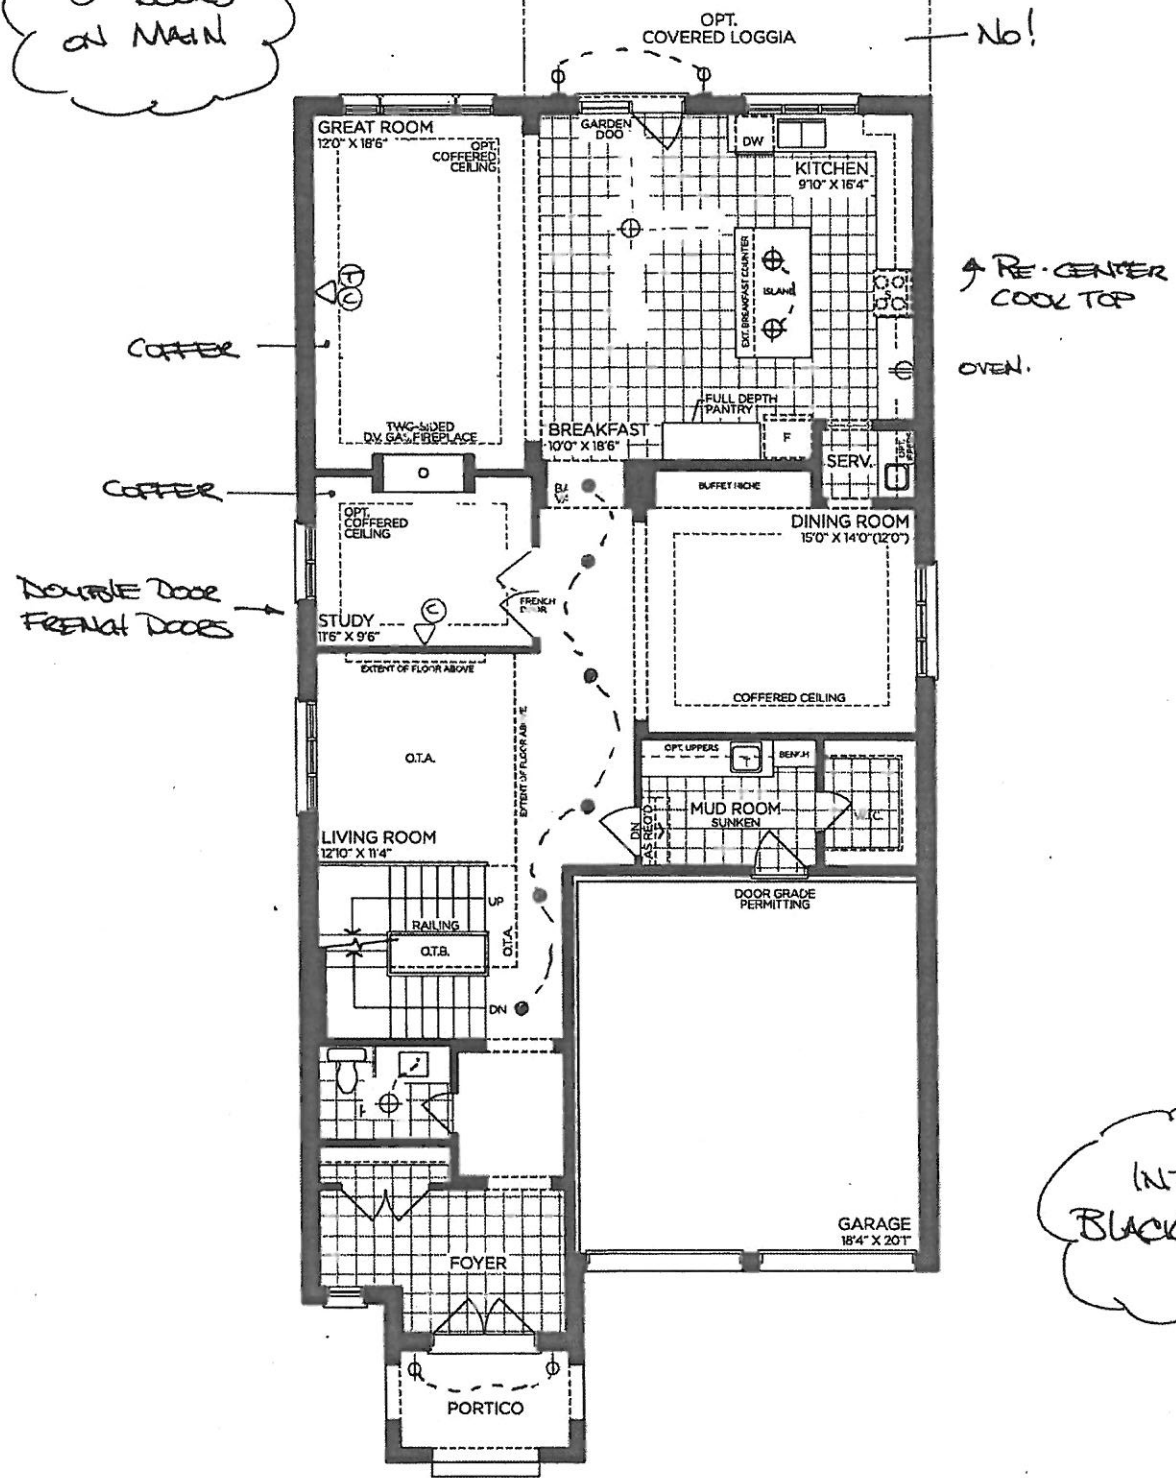 DOORS
ON MAIN
OPT.
COVERED LOGGIA
No!
GREAT ROOM
12'0" X 18'6"
OPT.
COFFERED
CEILING
GARDEN
DOO
DW
KITCHEN
9'10" X 16'4"
EXT. BREAKFAST COUNTER
ISLAND
S
T
C
RE-CENTER
COOK TOP
COFFER
OVEN.
TWO-SIDED
D.V. GAS FIREPLACE
FULL DEPTH
PANTRY
BREAKFAST
10'0" X 18'6"
F
SERV.
BUFFET NICHE
COFFER
OPT.
COFFERED
CEILING
DINING ROOM
15'0" X 14'0"(12'0")
DOUBLE DOOR
FRENCH DOORS
FRENCH
C
STUDY
11'6" X 9'6"
EXTENT OF FLOOR ABOVE
EXTENT OF FLOOR ABOVE
COFFERED CEILING
OPT. UPPERS
T
O.T.A.
MUD ROOM
SUNKEN
DN
AS REQ'D
W.I.C.
LIVING ROOM
12'10" X 11'4"
DOOR GRADE
PERMITTING
UP
RAILING
O.T.B.
O.T.A.
DN
GARAGE
18'4" X 20'1"
FOYER
PORTICO